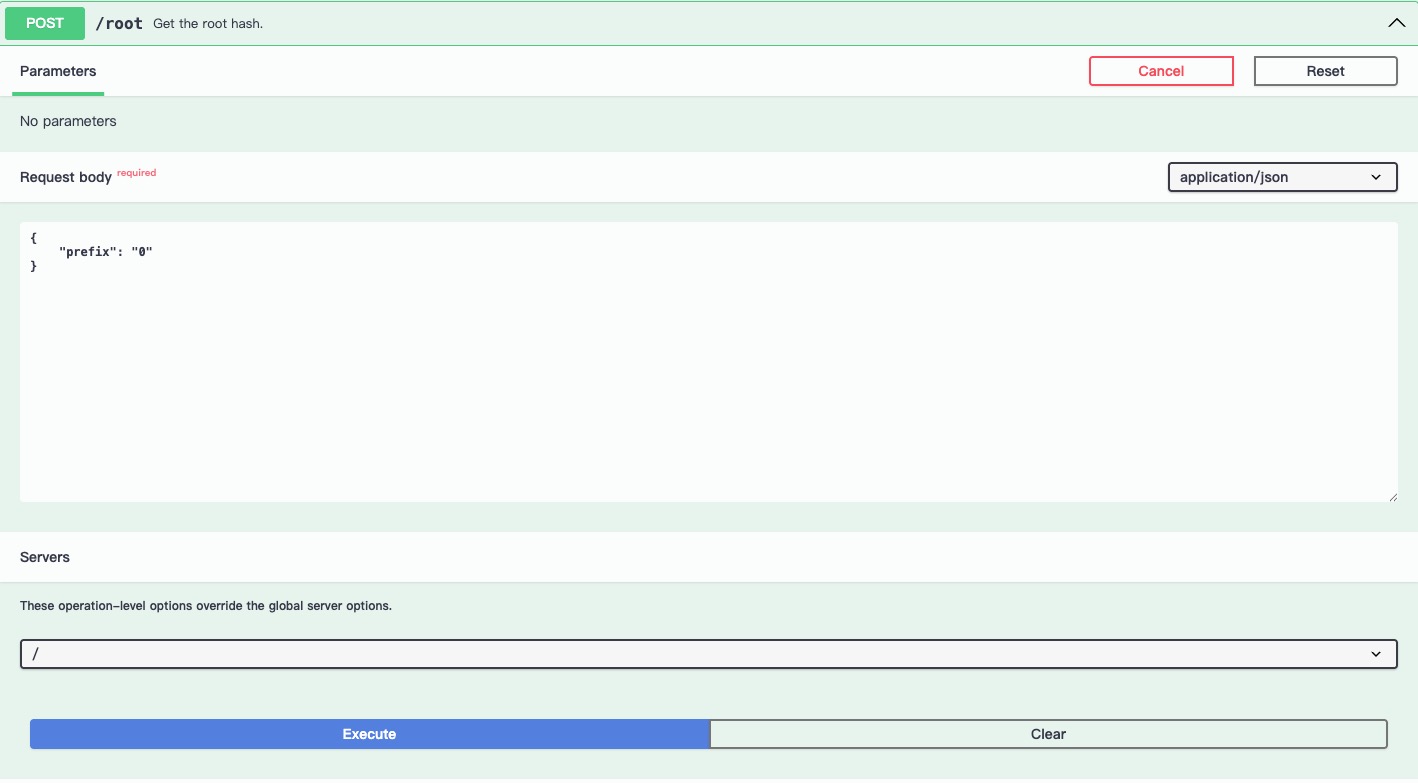 POST /root Get the root hash.
Parameters Cancel Reset
No parameters
Request body required application/json
{
    "prefix": "0"
}
Servers
These operation-level options override the global server options.
/
Execute Clear